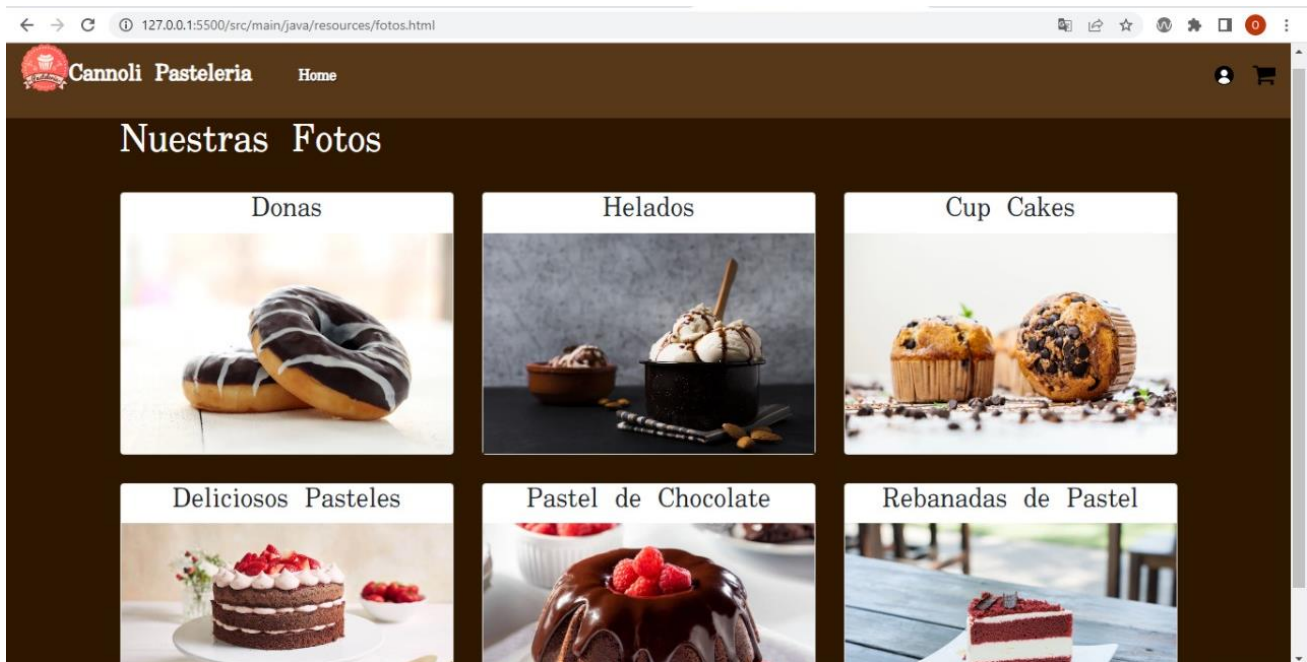 127.0.0.1:5500/src/main/java/resources/fotos.html
O
Cannoli Pasteleria
Home
Nuestras Fotos
Donas
Helados
Cup Cakes
Deliciosos Pasteles
Pastel de Chocolate
Rebanadas de Pastel